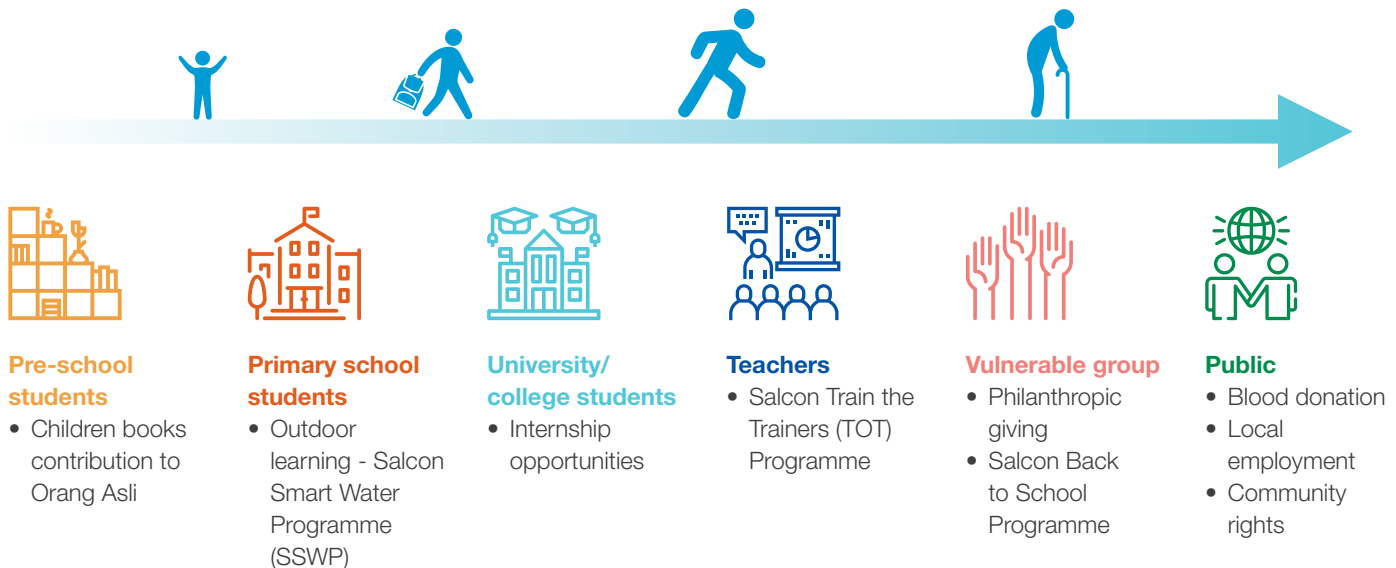 Pre-school
students
• Children books
contribution to
Orang Asli
Primary school
students
• Outdoor
learning - Salcon
Smart Water
Programme
(SSWP)
University/
college students
• Internship
opportunities
Teachers
• Salcon Train the
Trainers (TOT)
Programme
Vulnerable group
• Philanthropic
giving
• Salcon Back
to School
Programme
Public
• Blood donation
• Local
employment
• Community
rights